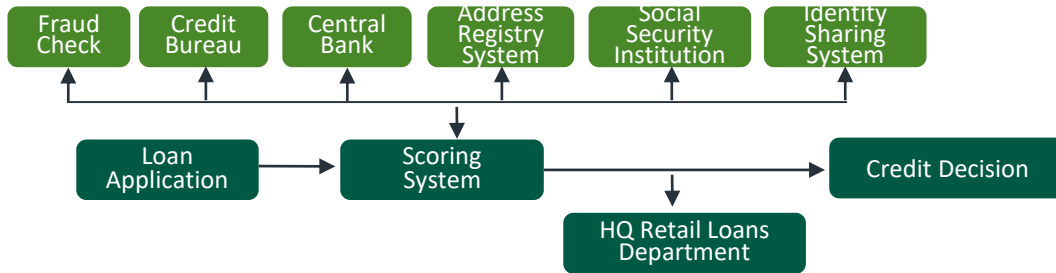 Fraud
Check
Credit
Bureau
Central
Bank
Address
Registry
System
Social
Security
Institution
Identity
Sharing
System
Loan
Application
Scoring
System
Credit Decision
HQ Retail Loans
Department